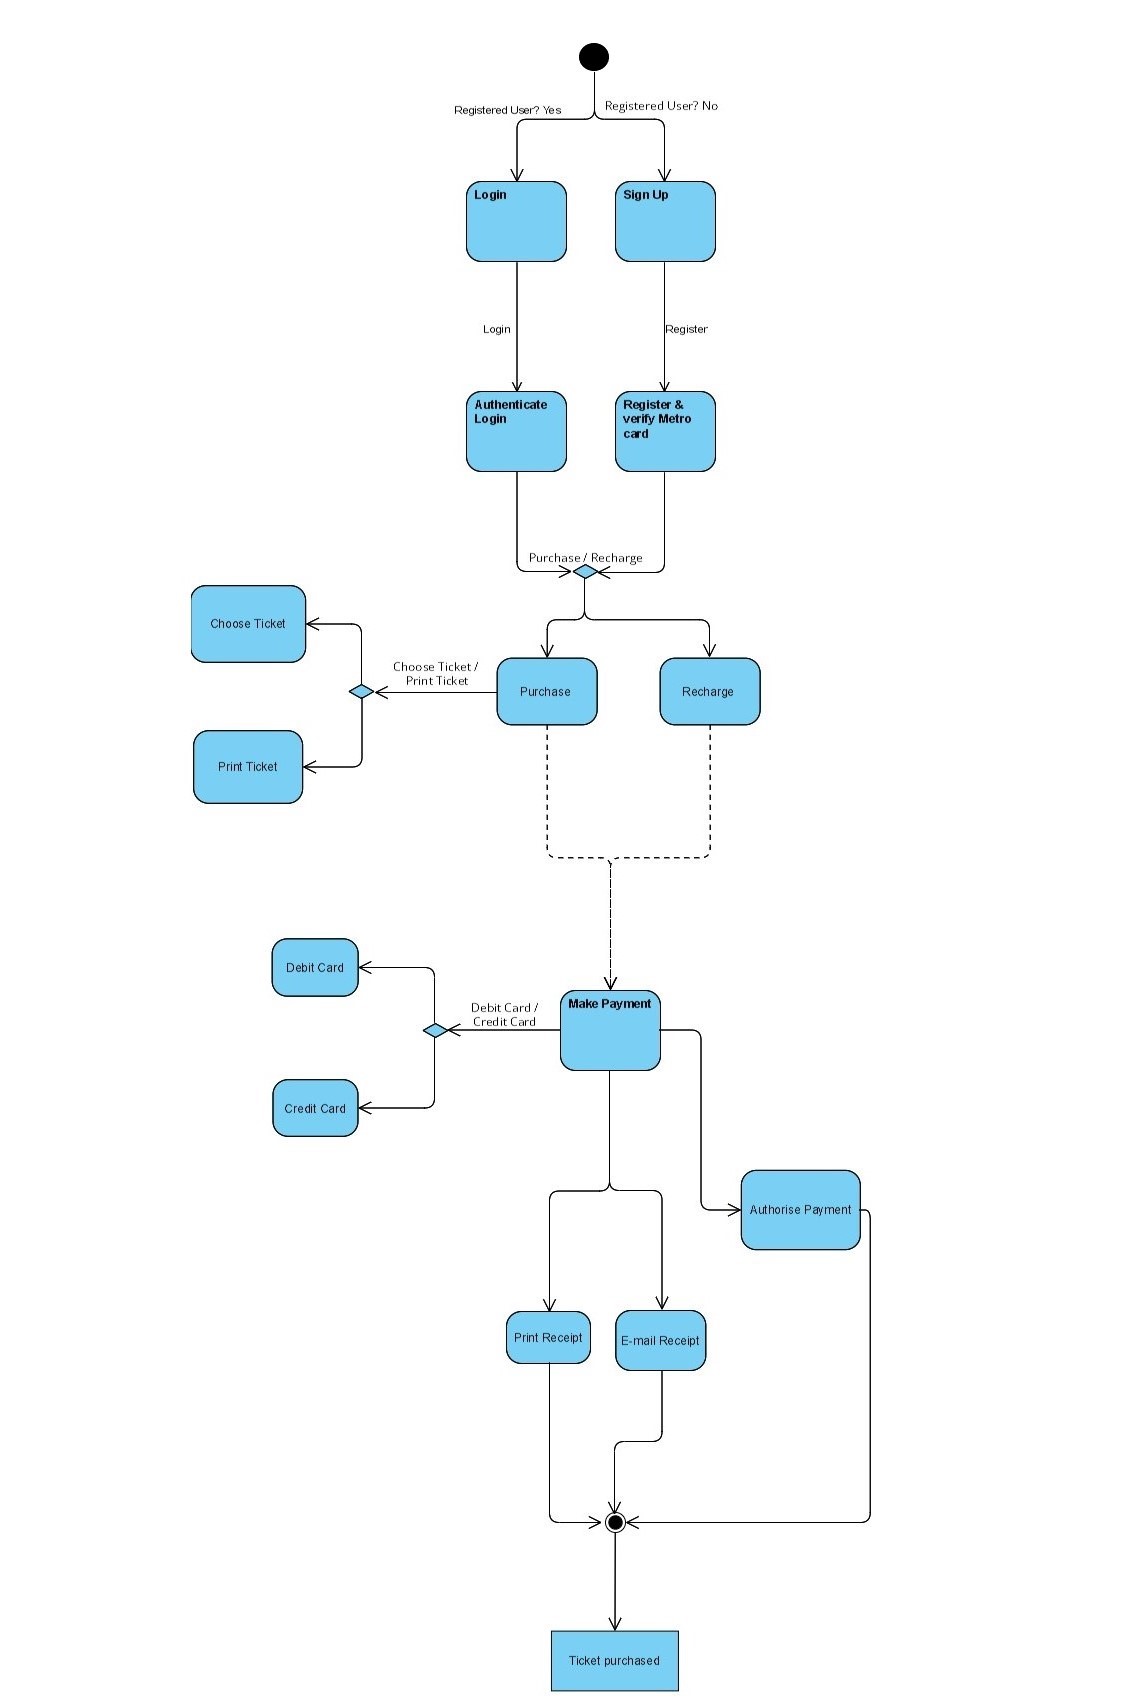 Registered User? Yes
Registered User? No
Login
Sign Up
Login
Register
Authenticate
Login
Register &
verify Metro
card
Purchase / Recharge
Choose Ticket
Choose Ticket /
Print Ticket
Purchase
Recharge
Print Ticket
Debit Card
Make Payment
Debit Card /
Credit Card
Credit Card
Authorise Payment
Print Receipt
E-mail Receipt
Ticket purchased